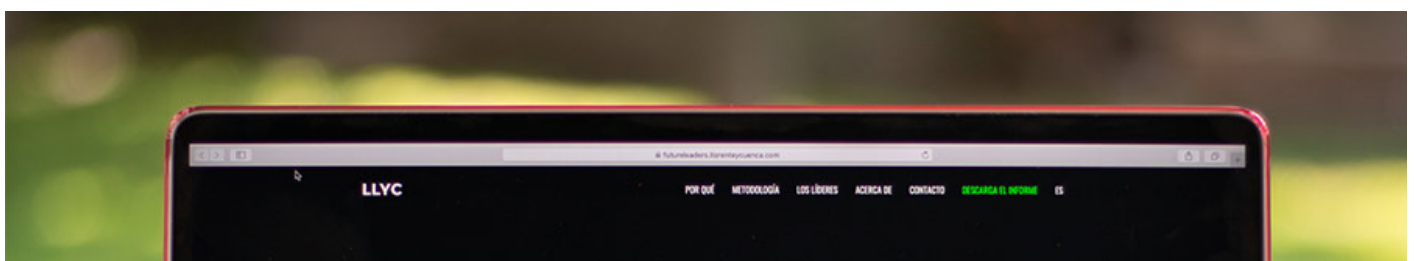 futureleaders.llorenteycuenca.com
LLYC POR QUÉ METODOLOGÍA LOS LÍDERES ACERCA DE CONTACTO DESCARGA EL INFORME ES